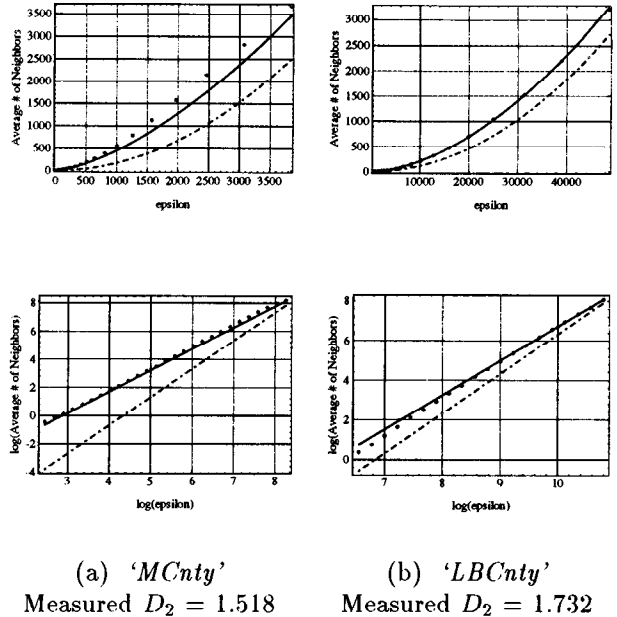 Average # of Neighbors)
3500
3000
2500
2000
1500
1000
500
0
0 500 1000 1500 2000 2500 3000 3500
epsilon
Average # of Neighbors)
3000
2500
2000
1500
1000
500
0
10000 20000 30000 40000
epsilon
log(Average # of Neighbors)
8
6
4
2
0
-2
-4
3 4 5 6 7 8
log(epsilon)
log(Average # of Neighbors)
8
6
4
2
0
7 8 9 10
log(epsilon)
(a) 'MCnty'
Measured D₂ = 1.518
(b) 'LBCnty'
Measured D₂ = 1.732